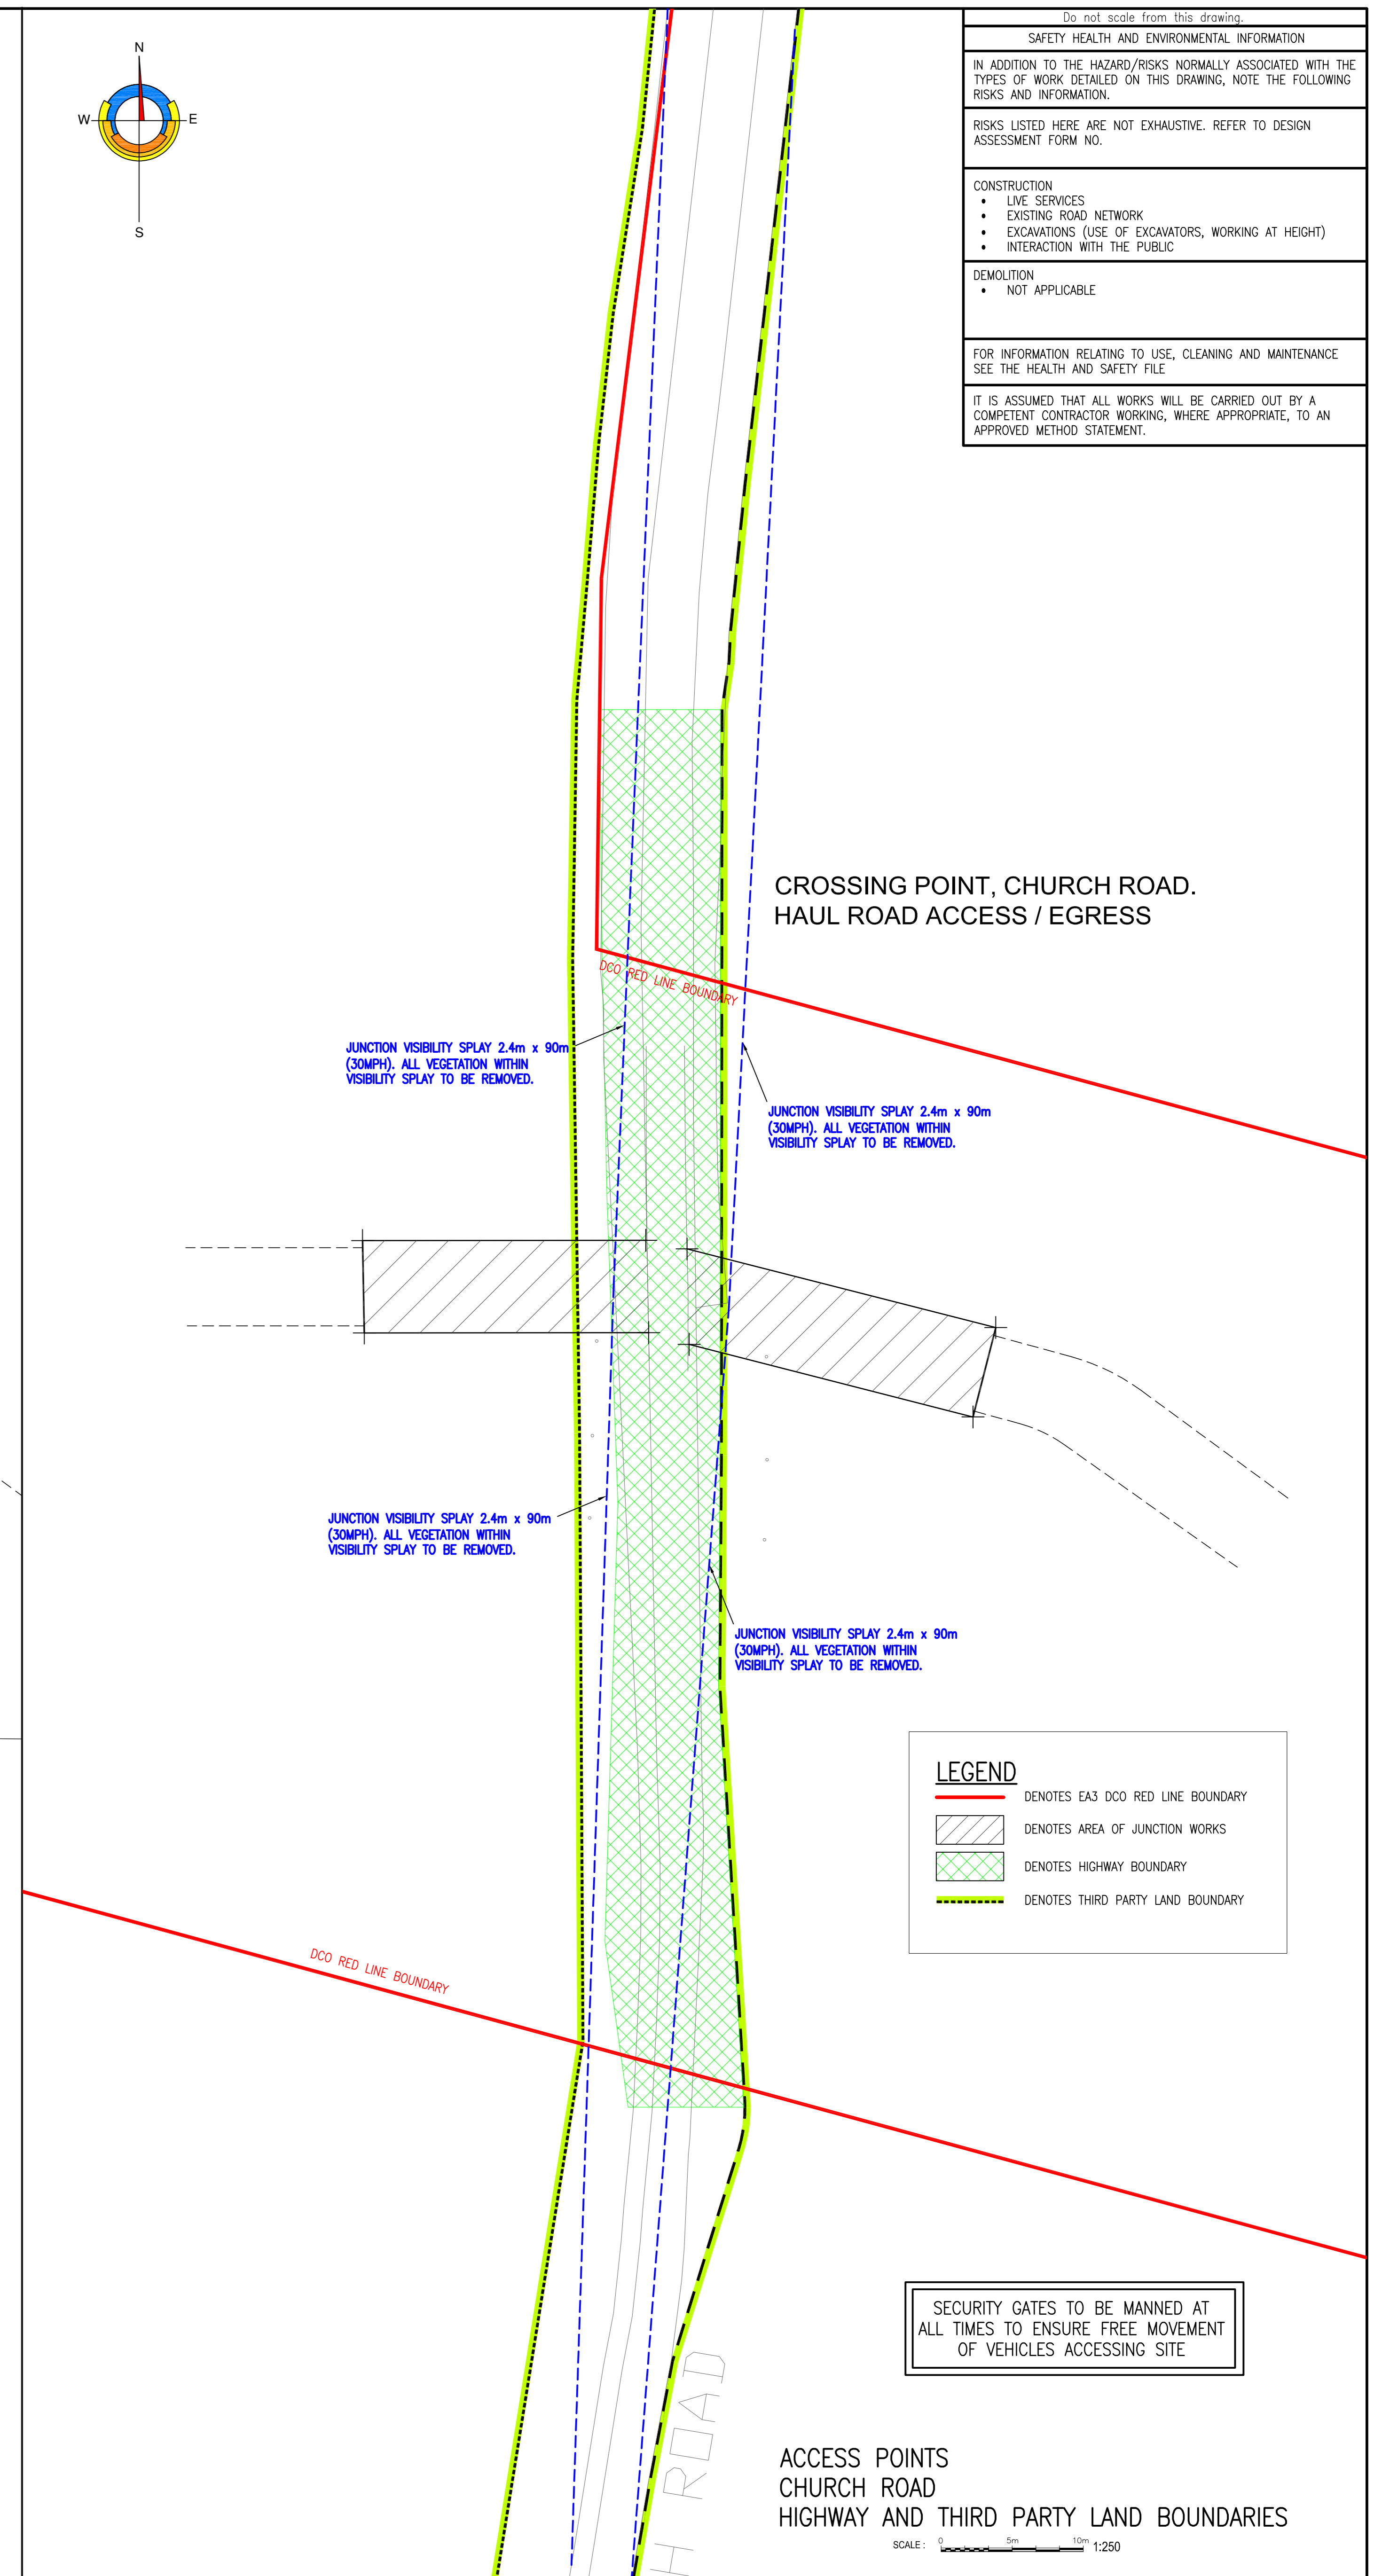 Do not scale from this drawing.
SAFETY HEALTH AND ENVIRONMENTAL INFORMATION
IN ADDITION TO THE HAZARD/RISKS NORMALLY ASSOCIATED WITH THE
TYPES OF WORK DETAILED ON THIS DRAWING, NOTE THE FOLLOWING
RISKS AND INFORMATION.
RISKS LISTED HERE ARE NOT EXHAUSTIVE. REFER TO DESIGN
ASSESSMENT FORM NO.
CONSTRUCTION
• LIVE SERVICES
• EXISTING ROAD NETWORK
• EXCAVATIONS (USE OF EXCAVATORS, WORKING AT HEIGHT)
• INTERACTION WITH THE PUBLIC
DEMOLITION
• NOT APPLICABLE
FOR INFORMATION RELATING TO USE, CLEANING AND MAINTENANCE
SEE THE HEALTH AND SAFETY FILE
IT IS ASSUMED THAT ALL WORKS WILL BE CARRIED OUT BY A
COMPETENT CONTRACTOR WORKING, WHERE APPROPRIATE, TO AN
APPROVED METHOD STATEMENT.
N
W E
S
CROSSING POINT, CHURCH ROAD.
HAUL ROAD ACCESS / EGRESS
DCO RED LINE BOUNDARY
JUNCTION VISIBILITY SPLAY 2.4m x 90m
(30MPH). ALL VEGETATION WITHIN
VISIBILITY SPLAY TO BE REMOVED.
JUNCTION VISIBILITY SPLAY 2.4m x 90m
(30MPH). ALL VEGETATION WITHIN
VISIBILITY SPLAY TO BE REMOVED.
JUNCTION VISIBILITY SPLAY 2.4m x 90m
(30MPH). ALL VEGETATION WITHIN
VISIBILITY SPLAY TO BE REMOVED.
JUNCTION VISIBILITY SPLAY 2.4m x 90m
(30MPH). ALL VEGETATION WITHIN
VISIBILITY SPLAY TO BE REMOVED.
LEGEND
DENOTES EA3 DCO RED LINE BOUNDARY
DENOTES AREA OF JUNCTION WORKS
DENOTES HIGHWAY BOUNDARY
DENOTES THIRD PARTY LAND BOUNDARY
DCO RED LINE BOUNDARY
SECURITY GATES TO BE MANNED AT
ALL TIMES TO ENSURE FREE MOVEMENT
OF VEHICLES ACCESSING SITE
ROAD
ACCESS POINTS
CHURCH ROAD
HIGHWAY AND THIRD PARTY LAND BOUNDARIES
SCALE : 0 5m 10m 1:250